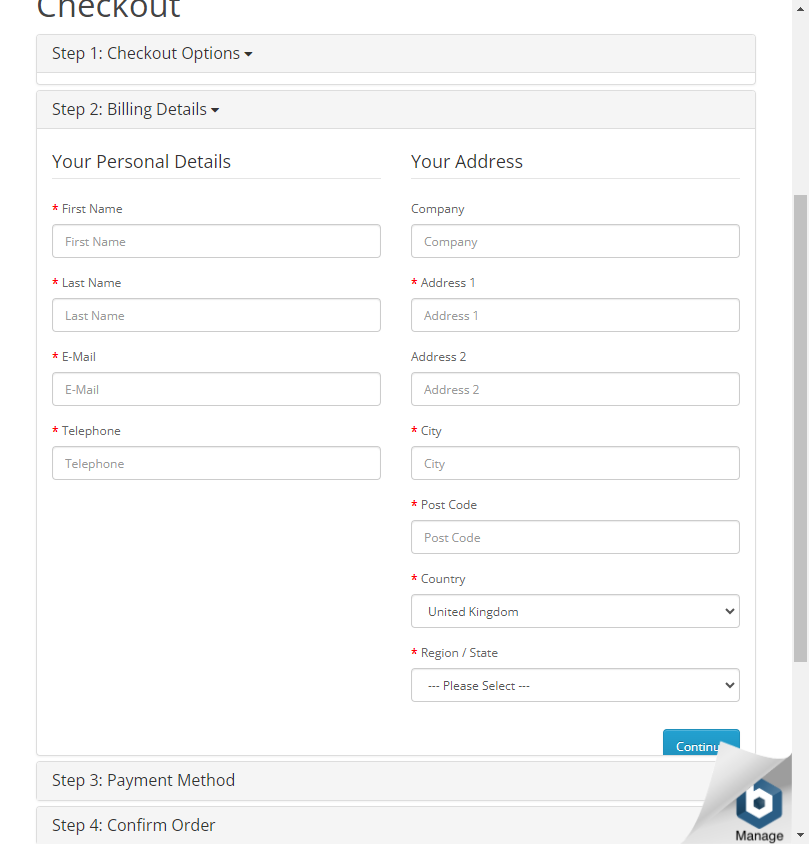 Checkout
Step 1: Checkout Options
Step 2: Billing Details
Your Personal Details
* First Name
First Name
* Last Name
Last Name
* E-Mail
E-Mail
* Telephone
Telephone
Your Address
Company
Company
* Address 1
Address 1
Address 2
Address 2
* City
City
* Post Code
Post Code
* Country
United Kingdom
* Region / State
--- Please Select ---
Continu
Step 3: Payment Method
Step 4: Confirm Order
b
Manage